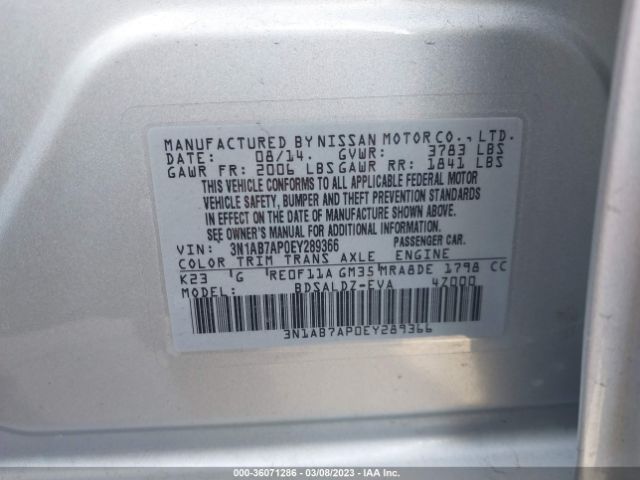 MANUFACTURED BY NISSAN MOTOR CO., LTD.
DATE: 08/14. GVWR: 3783 LBS
GAWR FR: 2006 LBS GAWR RR: 1841 LBS
THIS VEHICLE CONFORMS TO ALL APPLICABLE FEDERAL MOTOR
VEHICLE SAFETY, BUMPER AND THEFT PREVENTION STANDARDS
IN EFFECT ON THE DATE OF MANUFACTURE SHOWN ABOVE.
SEE OWNER'S MANUAL FOR ADDITIONAL INFORMATION.
VIN: 3N1AB7AP0EY289366 PASSENGER CAR.
COLOR TRIM TRANS AXLE ENGINE
K23 G RE0F11A GM35 MRA8DE 1798 CC
MODEL: BDSALDZ-EVA 4Z000
3N1AB7AP0EY289366
000-36071286 - 03/08/2023 - IAA Inc.